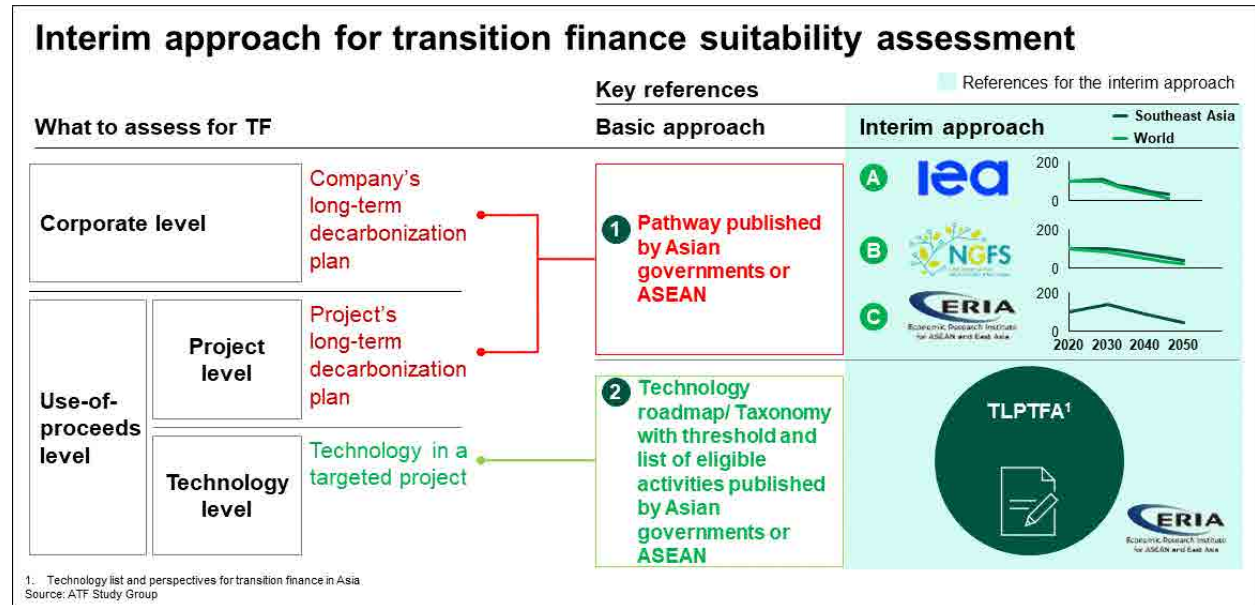 Interim approach for transition finance suitability assessment
References for the interim approach
Key references
What to assess for TF
Basic approach
Interim approach
Southeast Asia
World
Corporate level
Company's
long-term
decarbonization
plan
Use-of-
proceeds
level
Project
level
Project's
long-term
decarbonization
plan
Technology
level
Technology in a
targeted project
1 Pathway published
by Asian
governments or
ASEAN
2 Technology
roadmap/ Taxonomy
with threshold and
list of eligible
activities published
by Asian
governments or
ASEAN
A
iea
200
0
B
NGFS
200
0
C
ERIA
Economic Research Institute
for ASEAN and East Asia
200
0
2020 2030 2040 2050
TLPTFA1
ERIA
Economic Research Institute
for ASEAN and East Asia
1. Technology list and perspectives for transition finance in Asia
Source: ATF Study Group